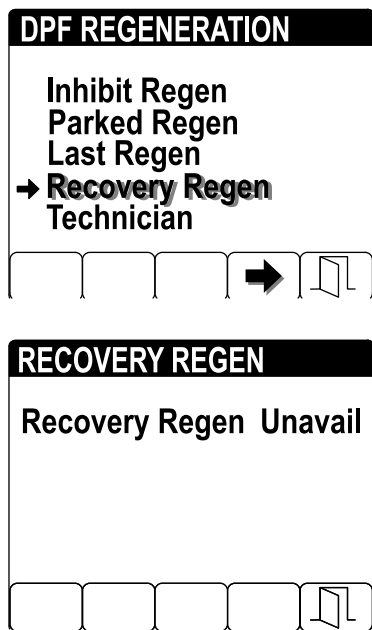 DPF REGENERATION
Inhibit Regen
Parked Regen
Last Regen
Recovery Regen
Technician
RECOVERY REGEN
Recovery Regen Unavail